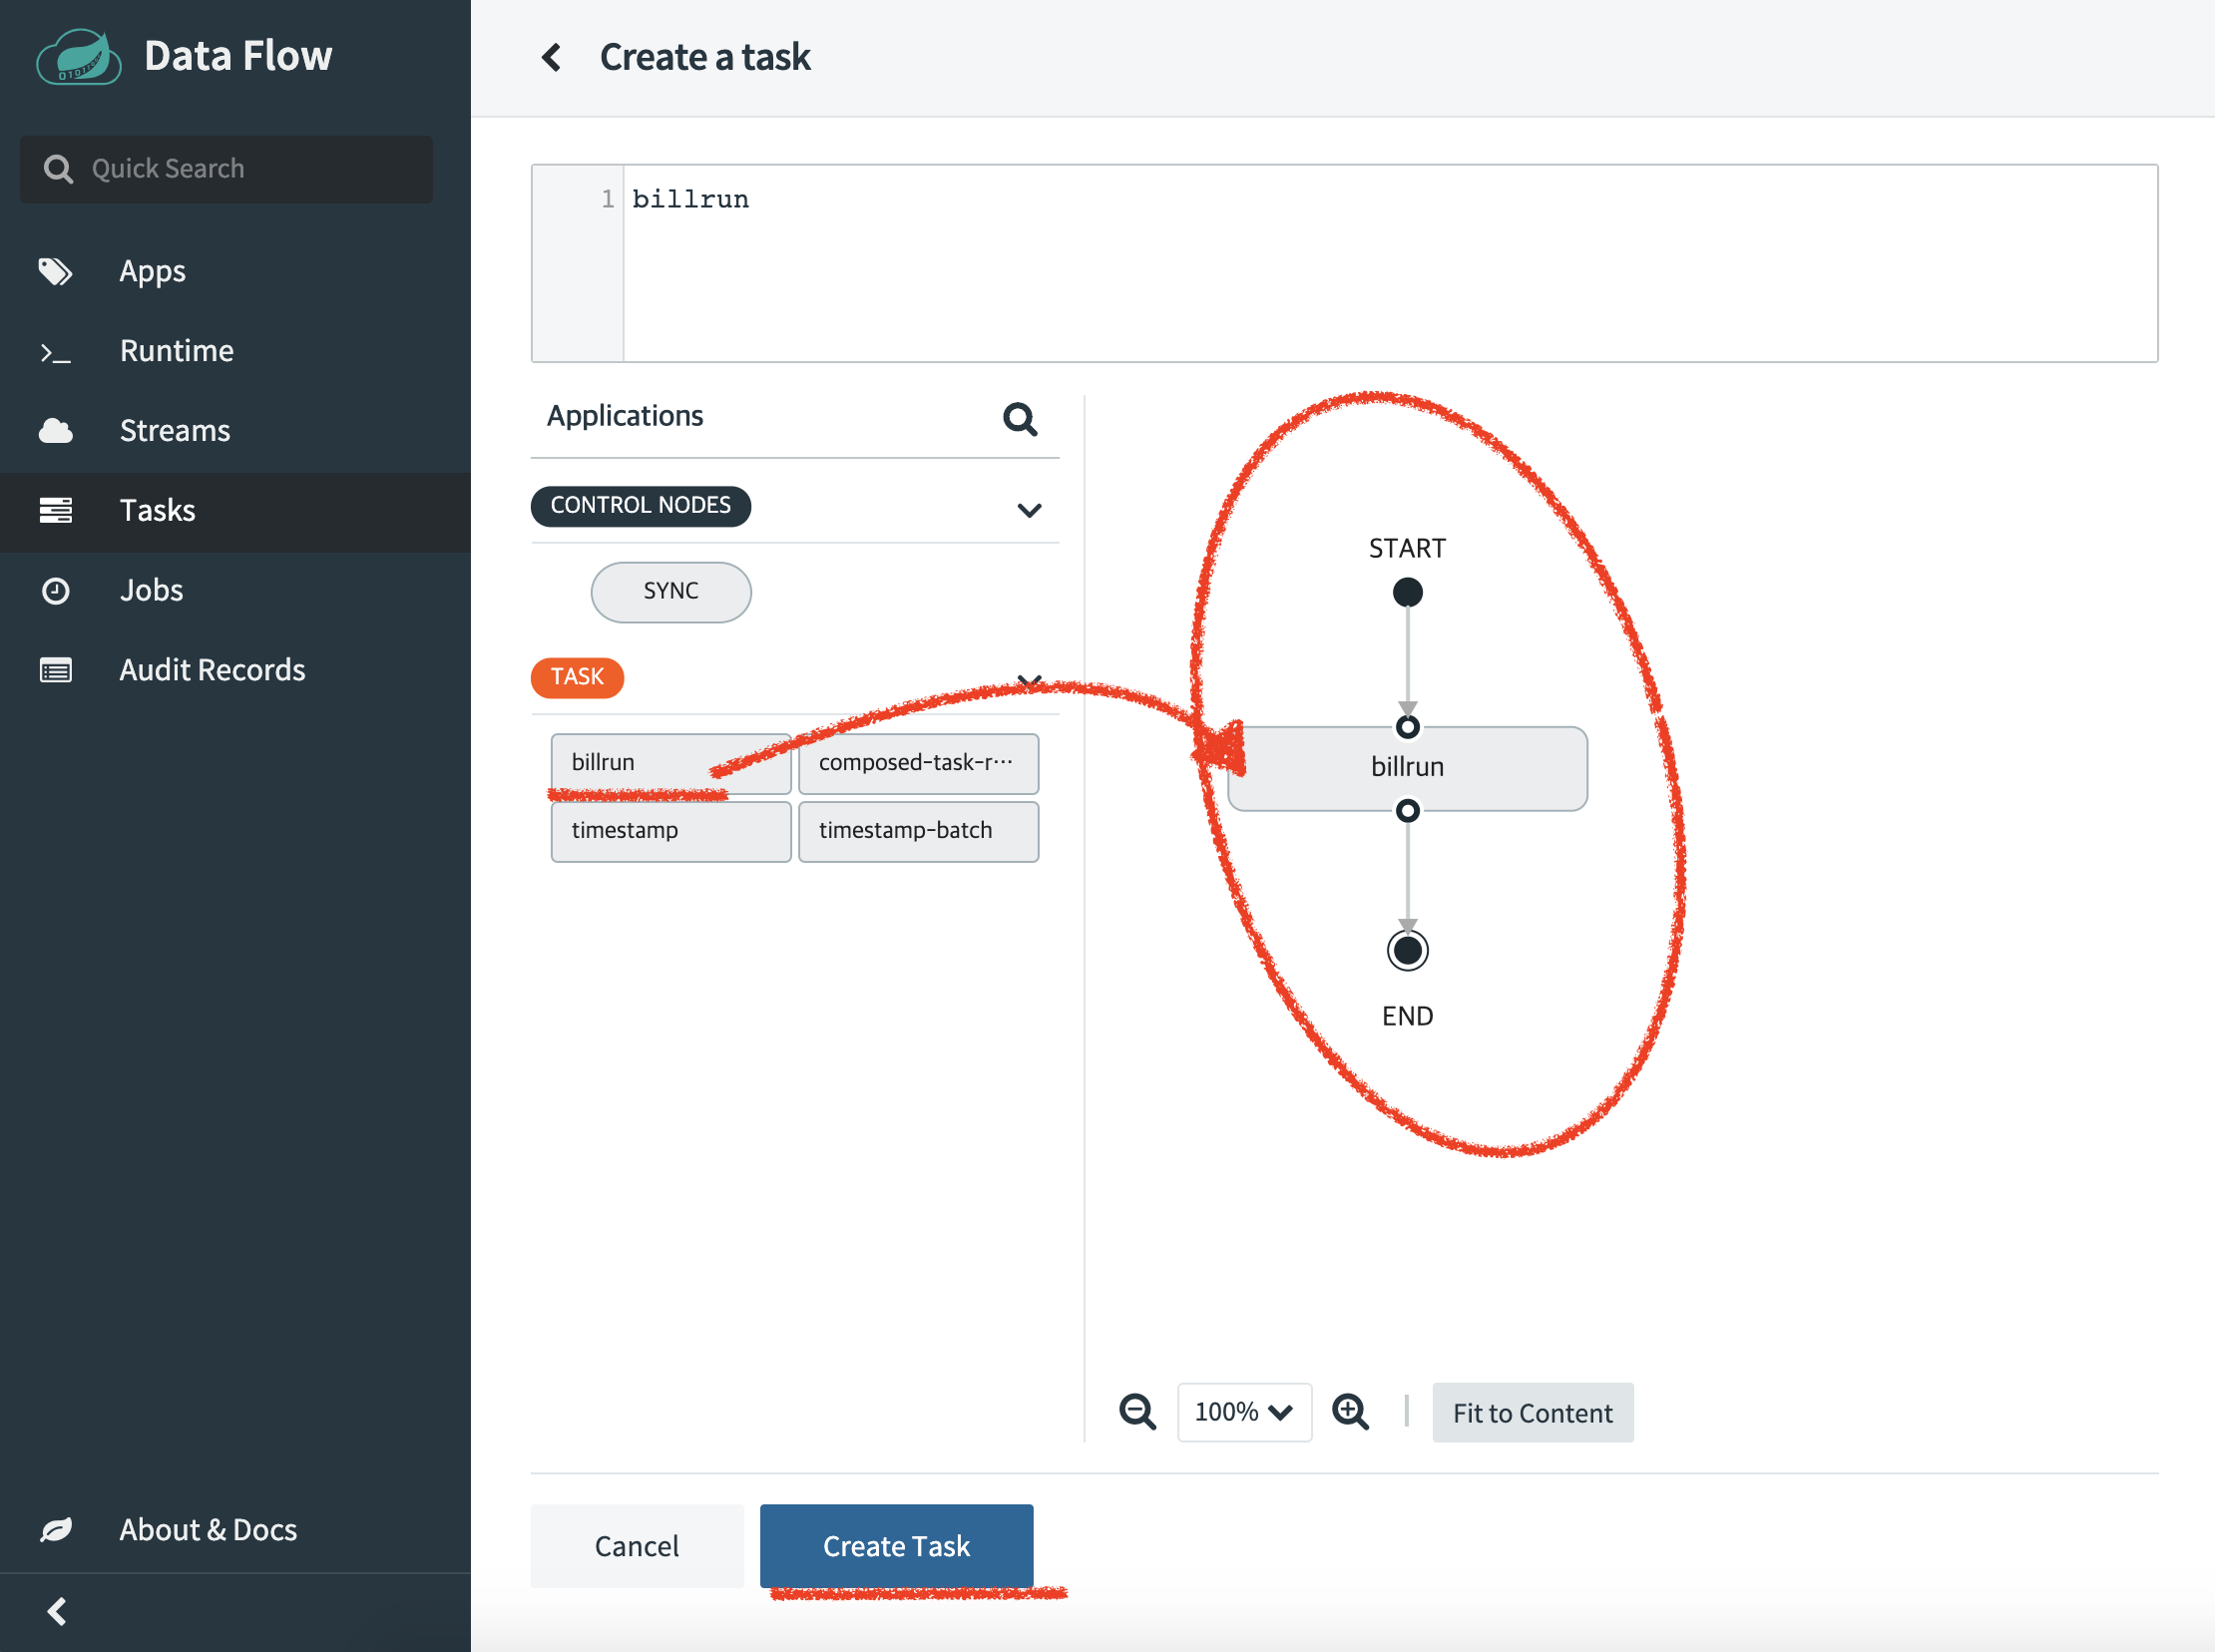 Data Flow
Quick Search
Apps
Runtime
Streams
Tasks
Jobs
Audit Records
About & Docs
Create a task
1 billrun
Applications
CONTROL NODES
SYNC
TASK
billrun composed-task-r···
timestamp timestamp-batch
START
billrun
END
100% Fit to Content
Cancel Create Task